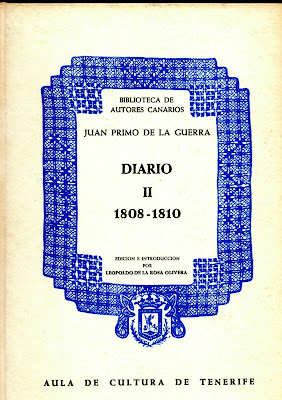 BIBLIOTECA DE
AUTORES CANARIOS
JUAN PRIMO DE LA GUERRA
DIARIO
II
1808-1810
EDICION E INTRODUCCION
POR
LEOPOLDO DE LA ROSA OLIVERA
AULA DE CULTURA DE TENERIFE